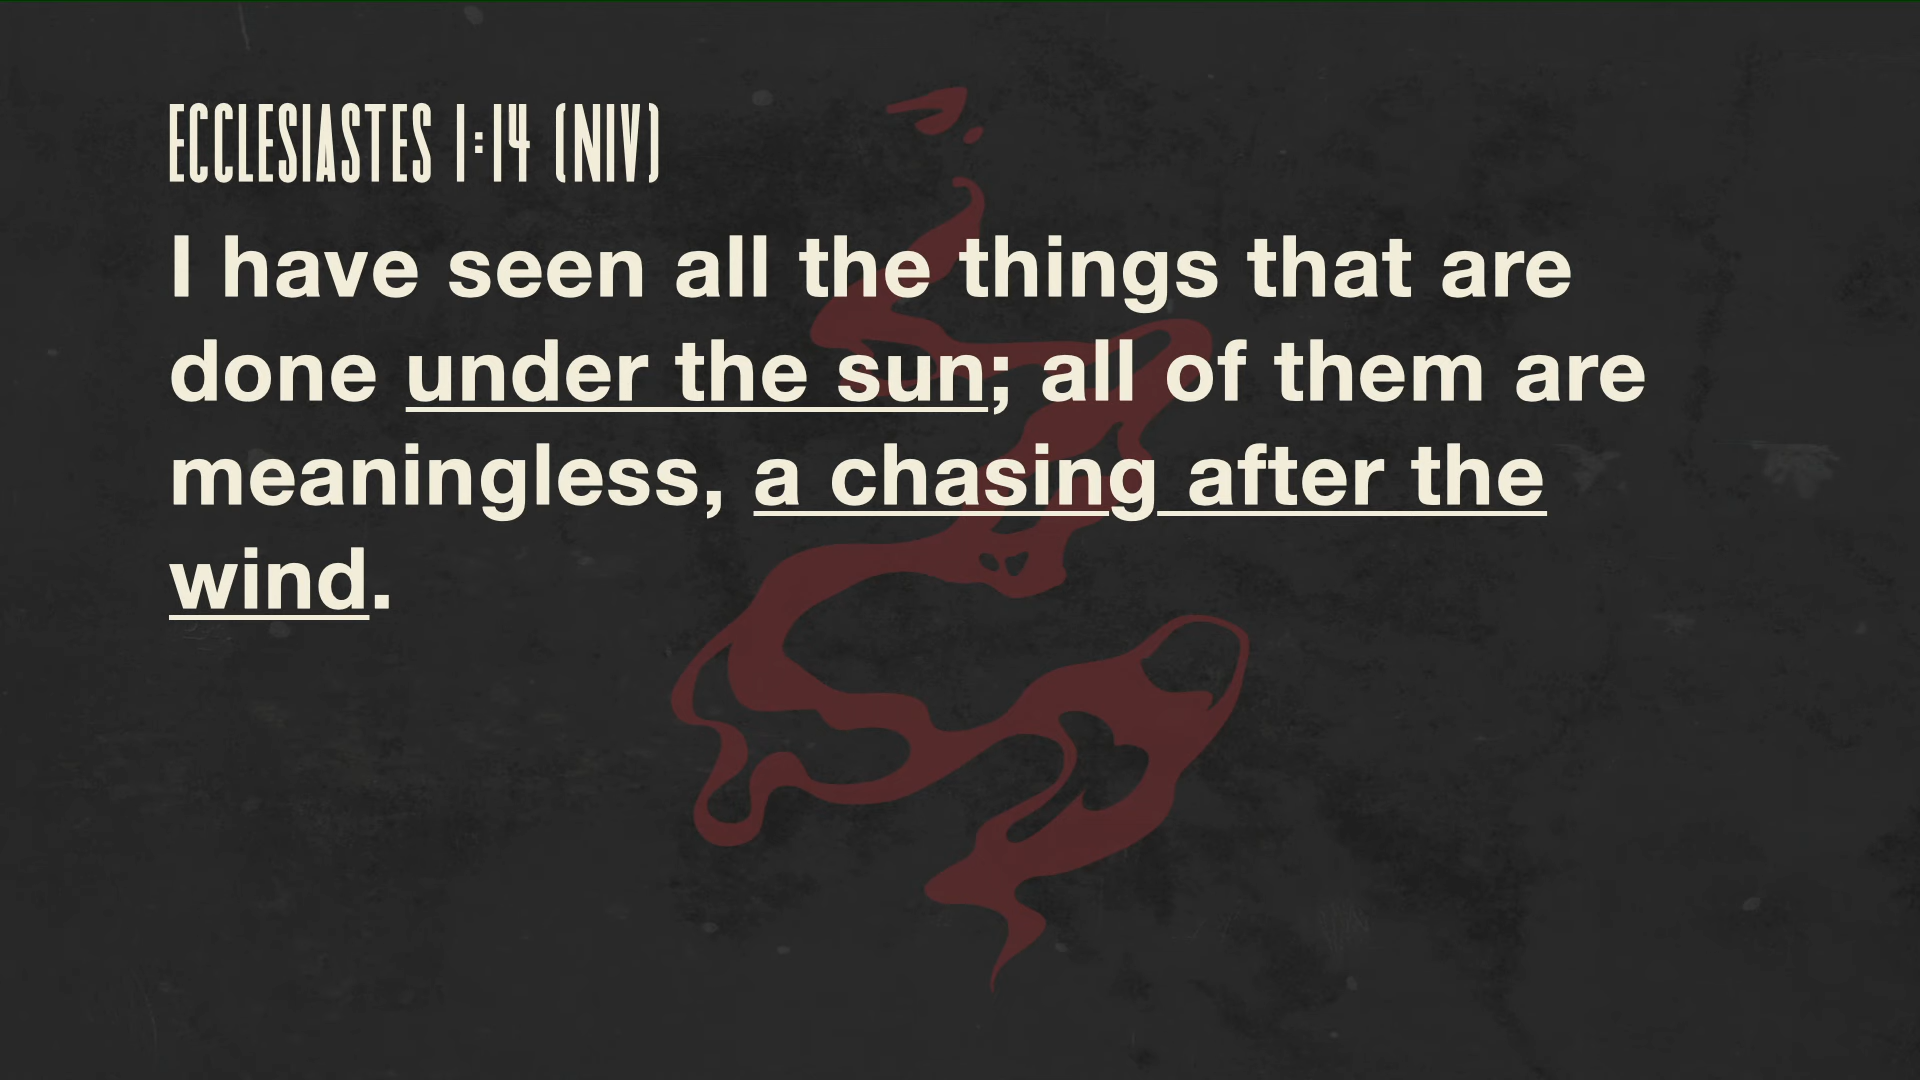 ECCLESIASTES 1:14 (NIV)
I have seen all the things that are
done under the sun; all of them are
meaningless, a chasing after the
wind.